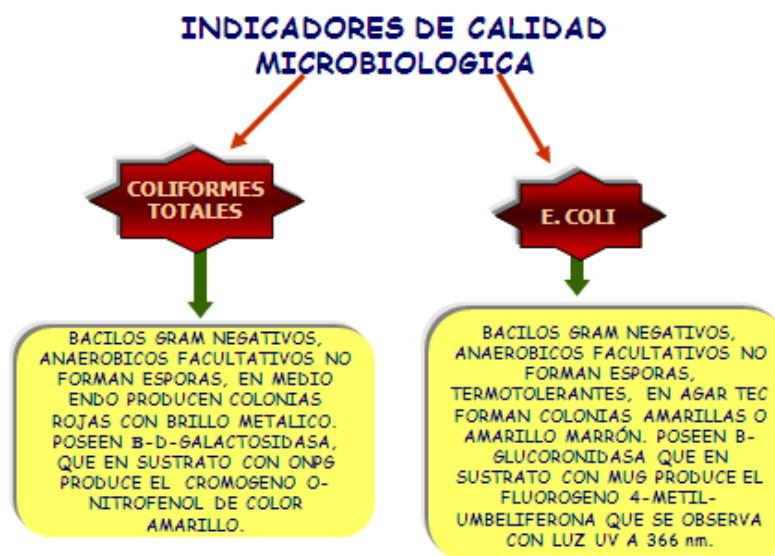 INDICADORES DE CALIDAD
MICROBIOLOGICA
COLIFORMES
TOTALES
E. COLI
BACILOS GRAM NEGATIVOS,
ANAEROBICOS FACULTATIVOS NO
FORMAN ESPORAS, EN MEDIO
ENDO PRODUCEN COLONIAS
ROJAS CON BRILLO METALICO.
POSEEN B-D-GALACTOSIDASA,
QUE EN SUSTRATO CON ONPG
PRODUCE EL CROMOGENO O-
NITROFENOL DE COLOR
AMARILLO.
BACILOS GRAM NEGATIVOS,
ANAEROBICOS FACULTATIVOS NO
FORMAN ESPORAS,
TERMOTOLERANTES, EN AGAR TEC
FORMAN COLONIAS AMARILLAS O
AMARILLO MARRÓN. POSEEN B-
GLUCORONIDASA QUE EN
SUSTRATO CON MUG PRODUCE EL
FLUOROGENO 4-METIL-
UMBELIFERONA QUE SE OBSERVA
CON LUZ UV A 366 nm.